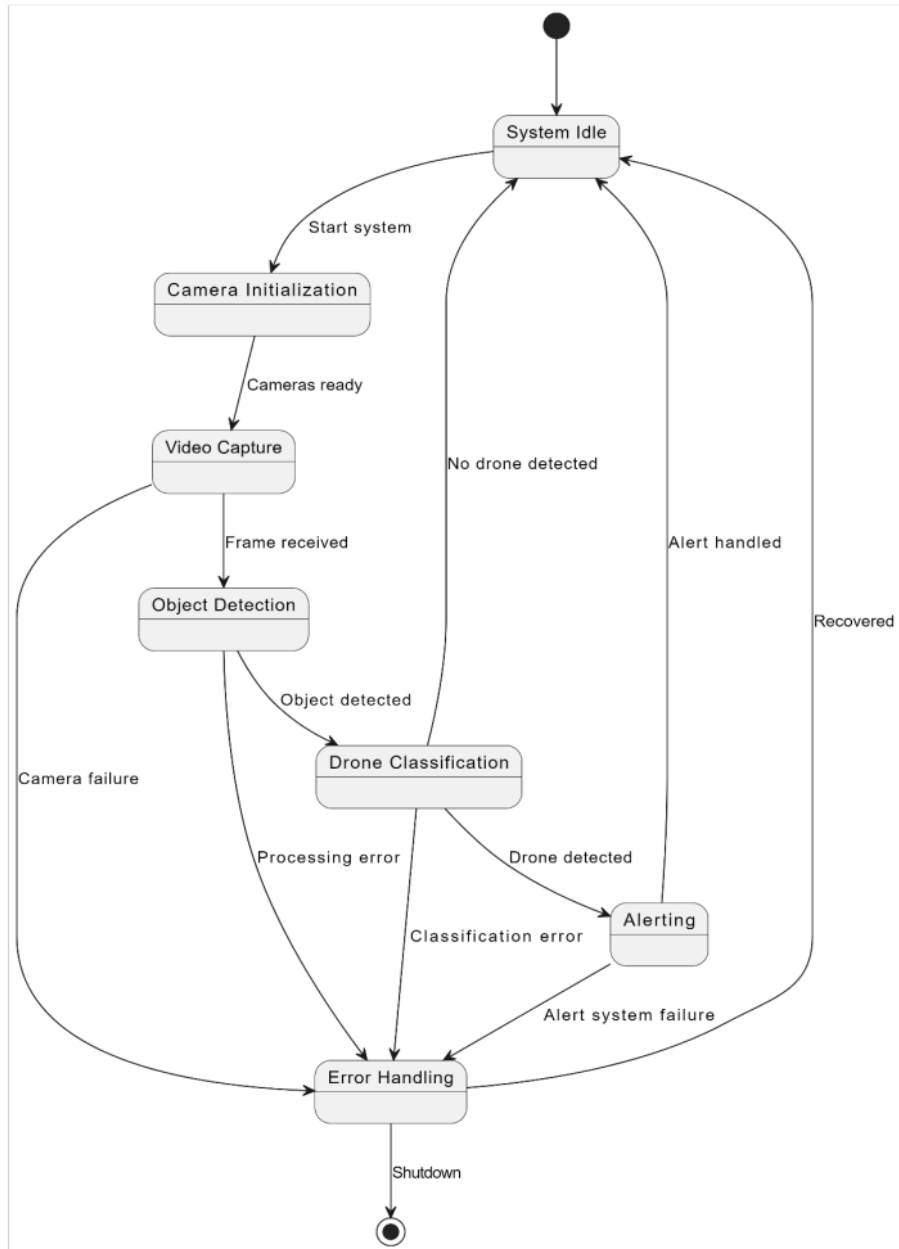 System Idle
Start system
Camera Initialization
Cameras ready
Video Capture
No drone detected
Frame received
Alert handled
Object Detection
Recovered
Object detected
Drone Classification
Camera failure
Processing error
Drone detected
Alerting
Classification error
Alert system failure
Error Handling
Shutdown